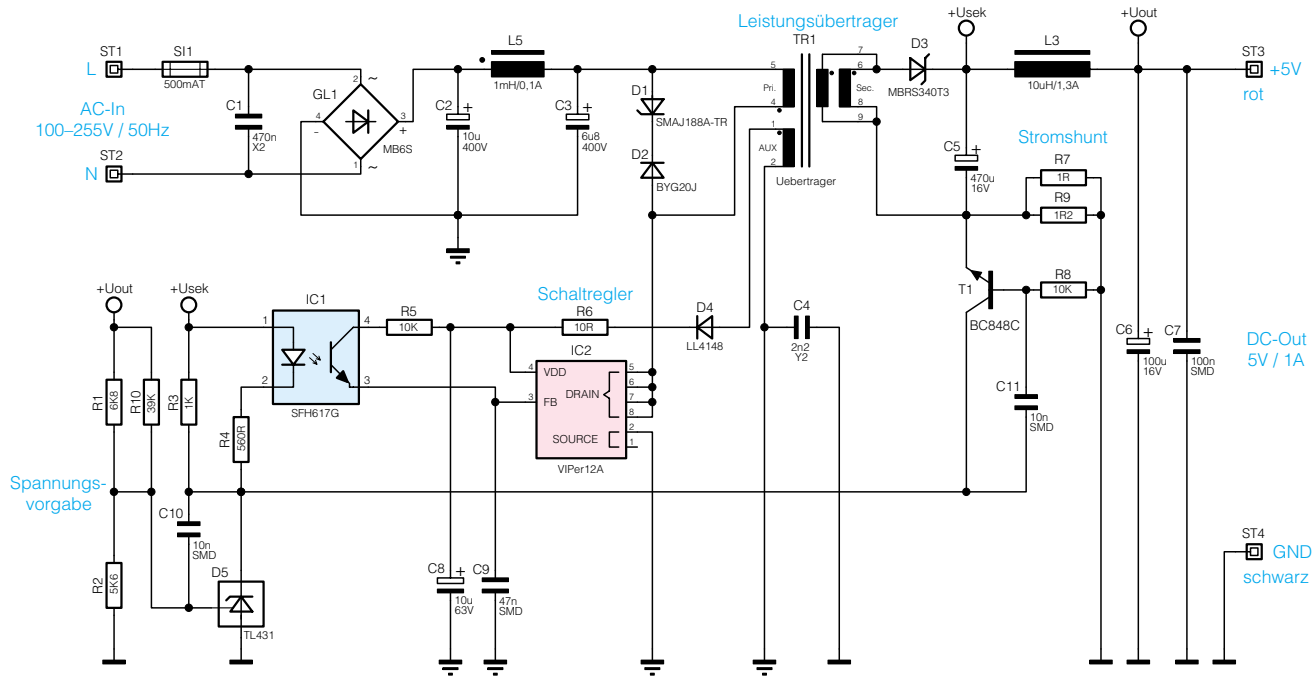 Leistungsübertrager
+Usek
+Uout
ST1
L
SI1
500mAT
AC-In
100–255V / 50Hz
ST2
N
C1
470n
X2
GL1
2
~
4
-
3
+
1
~
MB6S
C2
+
10u
400V
L5
1mH/0,1A
C3
+
6u8
400V
D1
SMAJ188A-TR
D2
BYG20J
TR1
5
Pri.
4
1
AUX
2
7
6
Sec.
8
9
Uebertrager
D3
MBRS340T3
L3
10uH/1,3A
ST3
+5V
rot
C5
+
470u
16V
Stromshunt
R7
1R
R9
1R2
R8
10K
T1
BC848C
C6
+
100u
16V
C7
100n
SMD
DC-Out
5V / 1A
C11
10n
SMD
ST4
GND
schwarz
+Uout
+Usek
IC1
1
2
4
3
SFH617G
R5
10K
Schaltregler
R6
10R
D4
LL4148
C4
2n2
Y2
IC2
4
VDD
3
FB
DRAIN
SOURCE
5
6
7
8
2
1
VIPer12A
R1
6K8
R10
39K
R3
1K
R4
560R
Spannungs-
vorgabe
C10
10n
SMD
R2
5K6
D5
TL431
C8
+
10u
63V
C9
47n
SMD